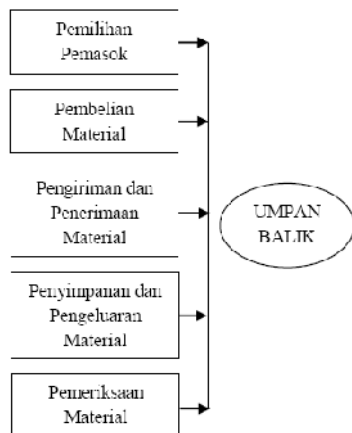 Pemilihan
Pemasok
Pembelian
Material
Pengiriman dan
Penerimaan
Material
UMPAN
BALIK
Penyimpanan dan
Pengeluaran
Material
Pemeriksaan
Material